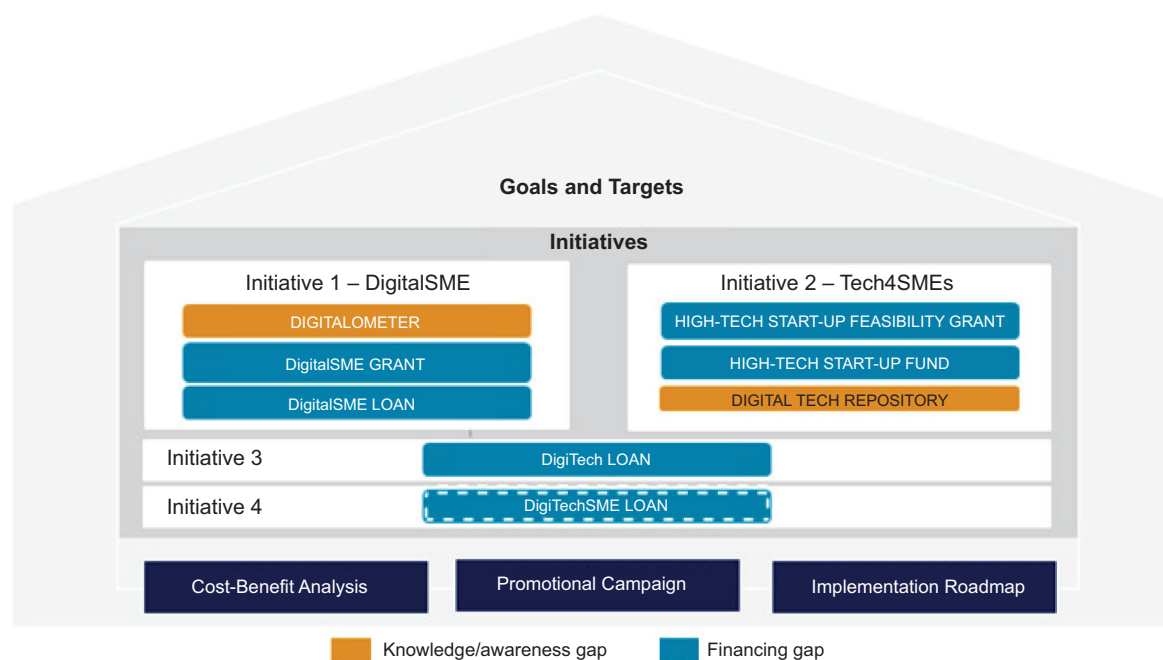 Goals and Targets
Initiatives
Initiative 1 – DigitalSME
DIGITALOMETER
DigitalSME GRANT
DigitalSME LOAN
Initiative 2 – Tech4SMEs
HIGH-TECH START-UP FEASIBILITY GRANT
HIGH-TECH START-UP FUND
DIGITAL TECH REPOSITORY
Initiative 3
DigiTech LOAN
Initiative 4
DigiTechSME LOAN
Cost-Benefit Analysis
Promotional Campaign
Implementation Roadmap
Knowledge/awareness gap
Financing gap